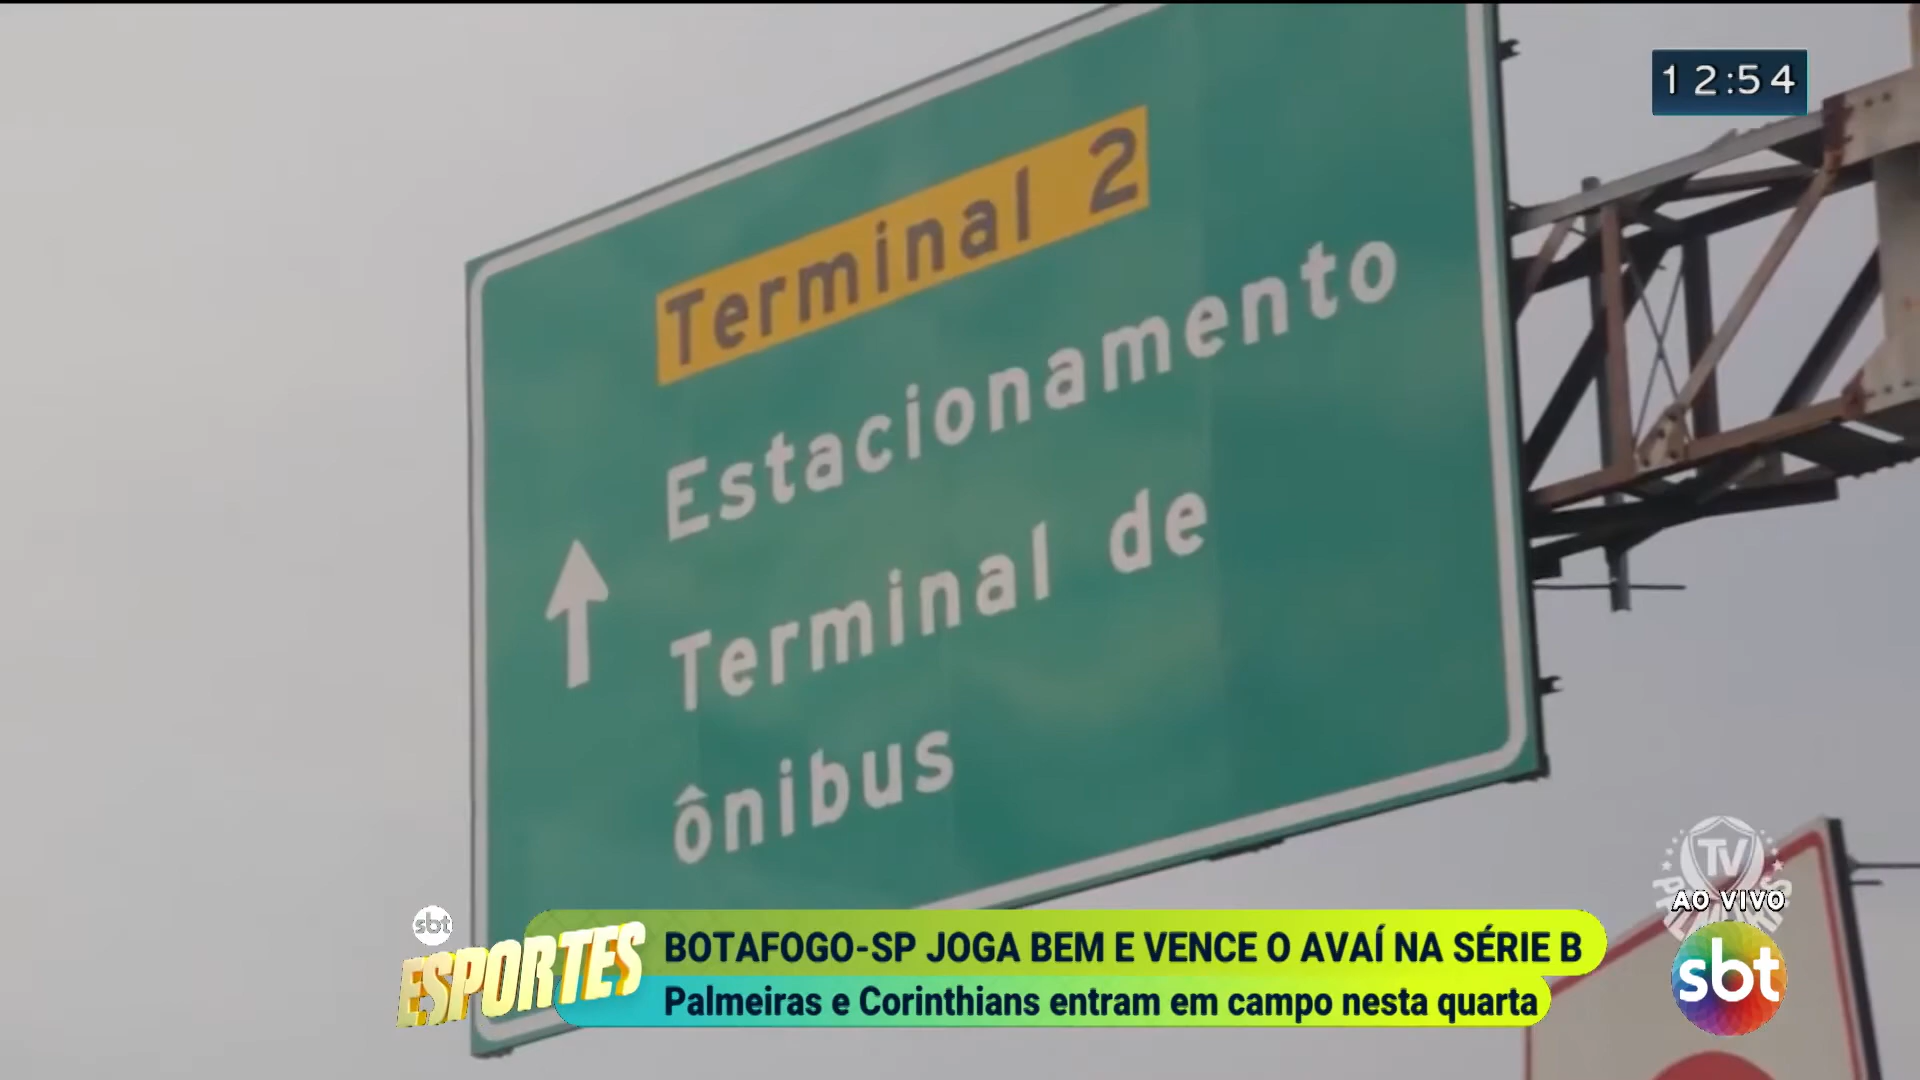 12:54
Terminal 2
Estacionamento
Terminal de
ônibus
TV
AO VIVO
sbt
ESPORTES
BOTAFOGO-SP JOGA BEM E VENCE O AVAÍ NA SÉRIE B
Palmeiras e Corinthians entram em campo nesta quarta
sbt